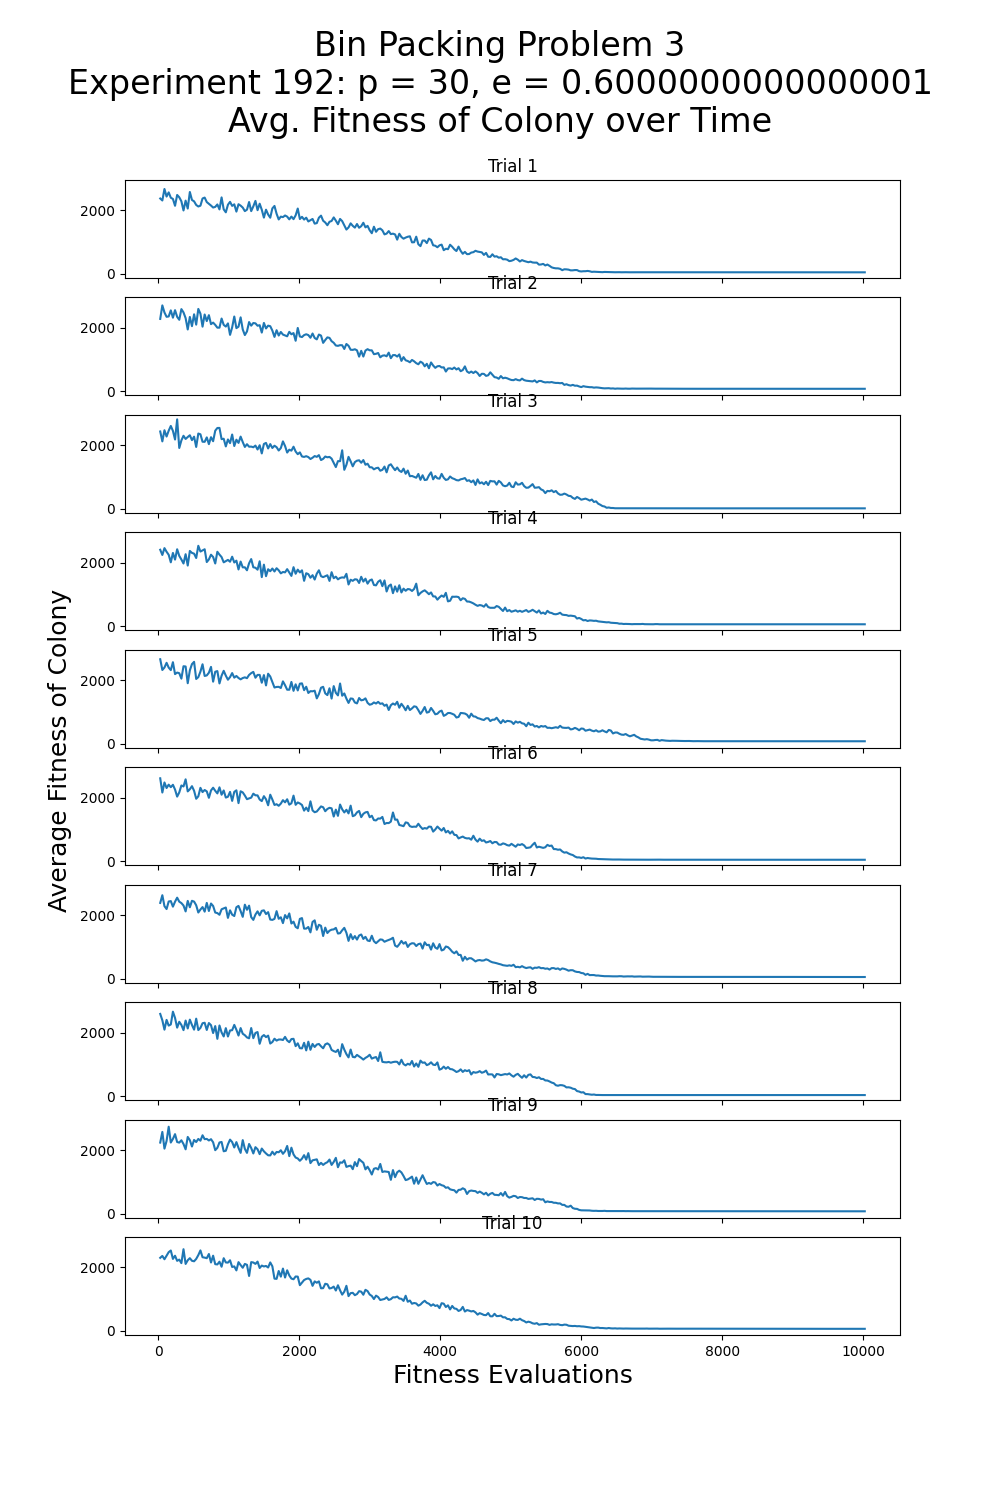 Bin Packing Problem 3
Experiment 192: p = 30, e = 0.6000000000000001
Avg. Fitness of Colony over Time
Trial 1
2000
0
Trial 2
2000
0
Trial 3
2000
0
Trial 4
2000
0
Trial 5
2000
0
Trial 6
2000
0
Trial 7
2000
0
Trial 8
2000
0
Trial 9
2000
0
Trial 10
2000
0
0 2000 4000 6000 8000 10000
Fitness Evaluations
Average Fitness of Colony